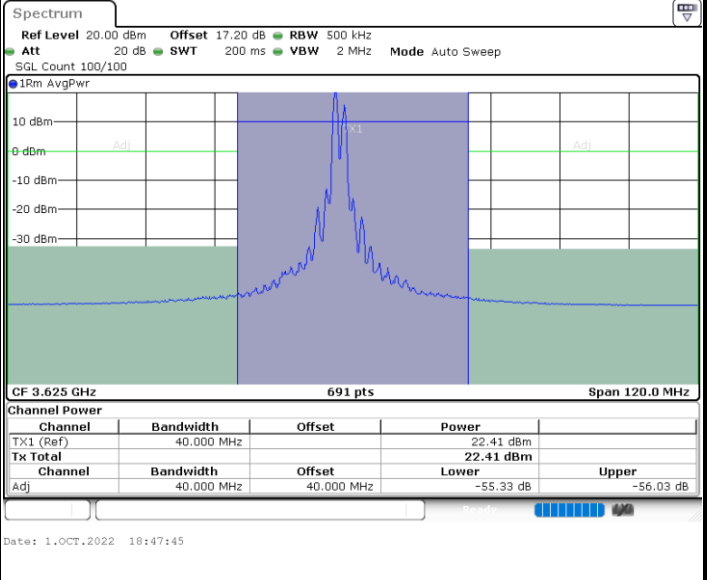 Spectrum
Ref Level 20.00 dBm Offset 17.20 dB RBW 500 kHz
Att 20 dB SWT 200 ms VBW 2 MHz Mode Auto Sweep
SGL Count 100/100
1Rm AvgPwr
10 dBm
TX1
Adj Adj
0 dBm
-10 dBm
-20 dBm
-30 dBm
CF 3.625 GHz 691 pts Span 120.0 MHz
Channel Power
Channel Bandwidth Offset Power
TX1 (Ref) 40.000 MHz 22.41 dBm
Tx Total 22.41 dBm
Channel Bandwidth Offset Lower Upper
Adj 40.000 MHz 40.000 MHz -55.33 dB -56.03 dB
Ready
Date: 1.OCT.2022 18:47:45